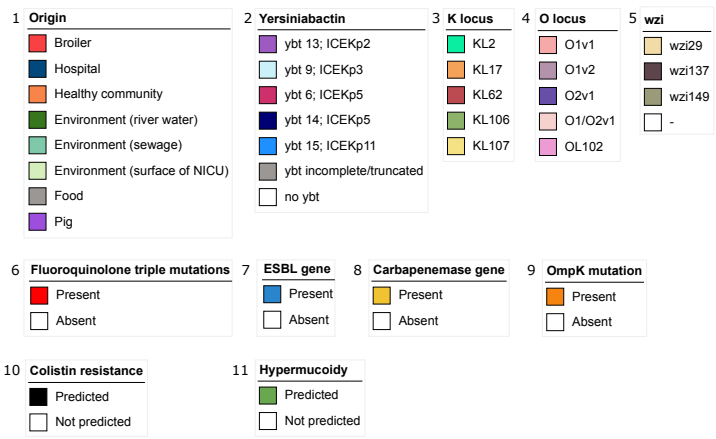 1 Origin
Broiler
Hospital
Healthy community
Environment (river water)
Environment (sewage)
Environment (surface of NICU)
Food
Pig
2 Yersiniabactin
ybt 13; ICEKp2
ybt 9; ICEKp3
ybt 6; ICEKp5
ybt 14; ICEKp5
ybt 15; ICEKp11
ybt incomplete/truncated
no ybt
3 K locus
KL2
KL17
KL62
KL106
KL107
4 O locus
O1v1
O1v2
O2v1
O1/O2v1
OL102
5 wzi
wzi29
wzi137
wzi149
-
6 Fluoroquinolone triple mutations
Present
Absent
7 ESBL gene
Present
Absent
8 Carbapenemase gene
Present
Absent
9 OmpK mutation
Present
Absent
10 Colistin resistance
Predicted
Not predicted
11 Hypermucoidy
Predicted
Not predicted